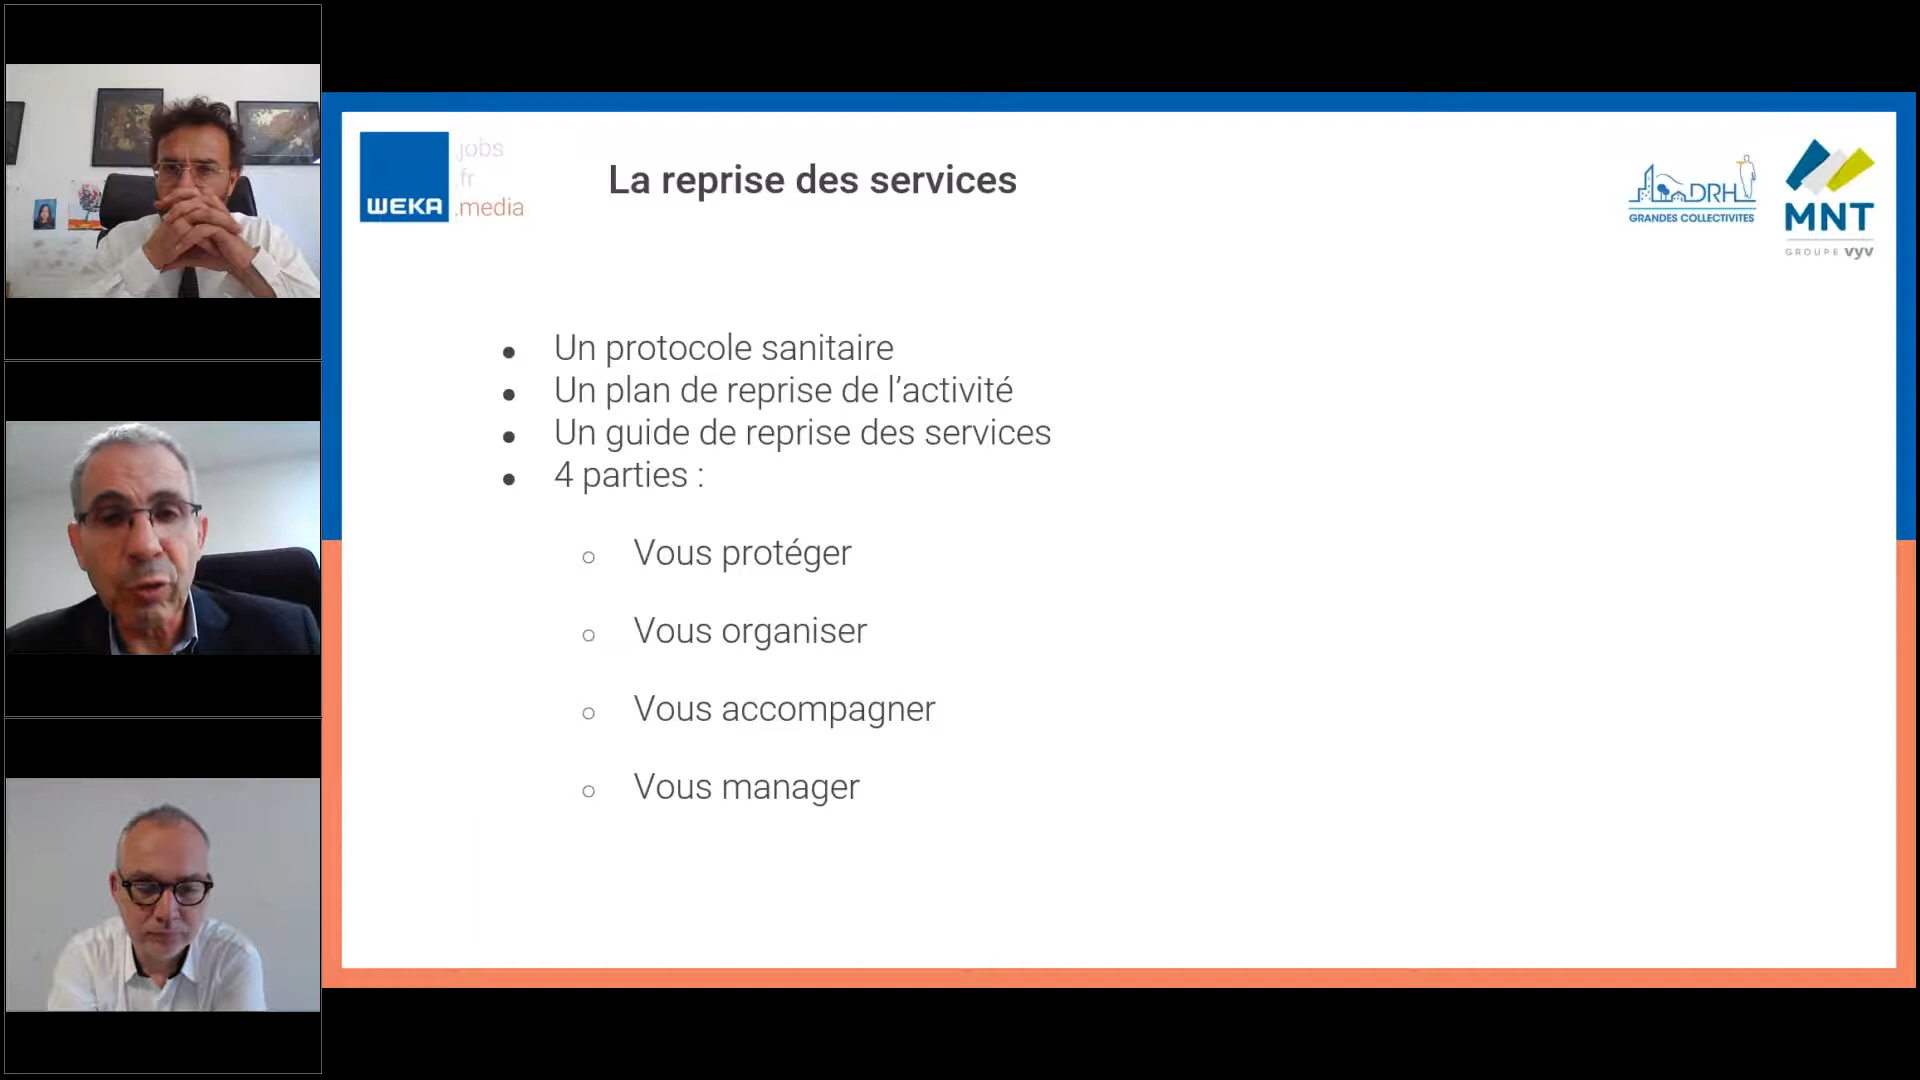 WEKA
jobs
.fr
.media
La reprise des services
DRH
GRANDES COLLECTIVITES
MNT
GROUPE vyv
● Un protocole sanitaire
● Un plan de reprise de l’activité
● Un guide de reprise des services
● 4 parties :
○ Vous protéger
○ Vous organiser
○ Vous accompagner
○ Vous manager